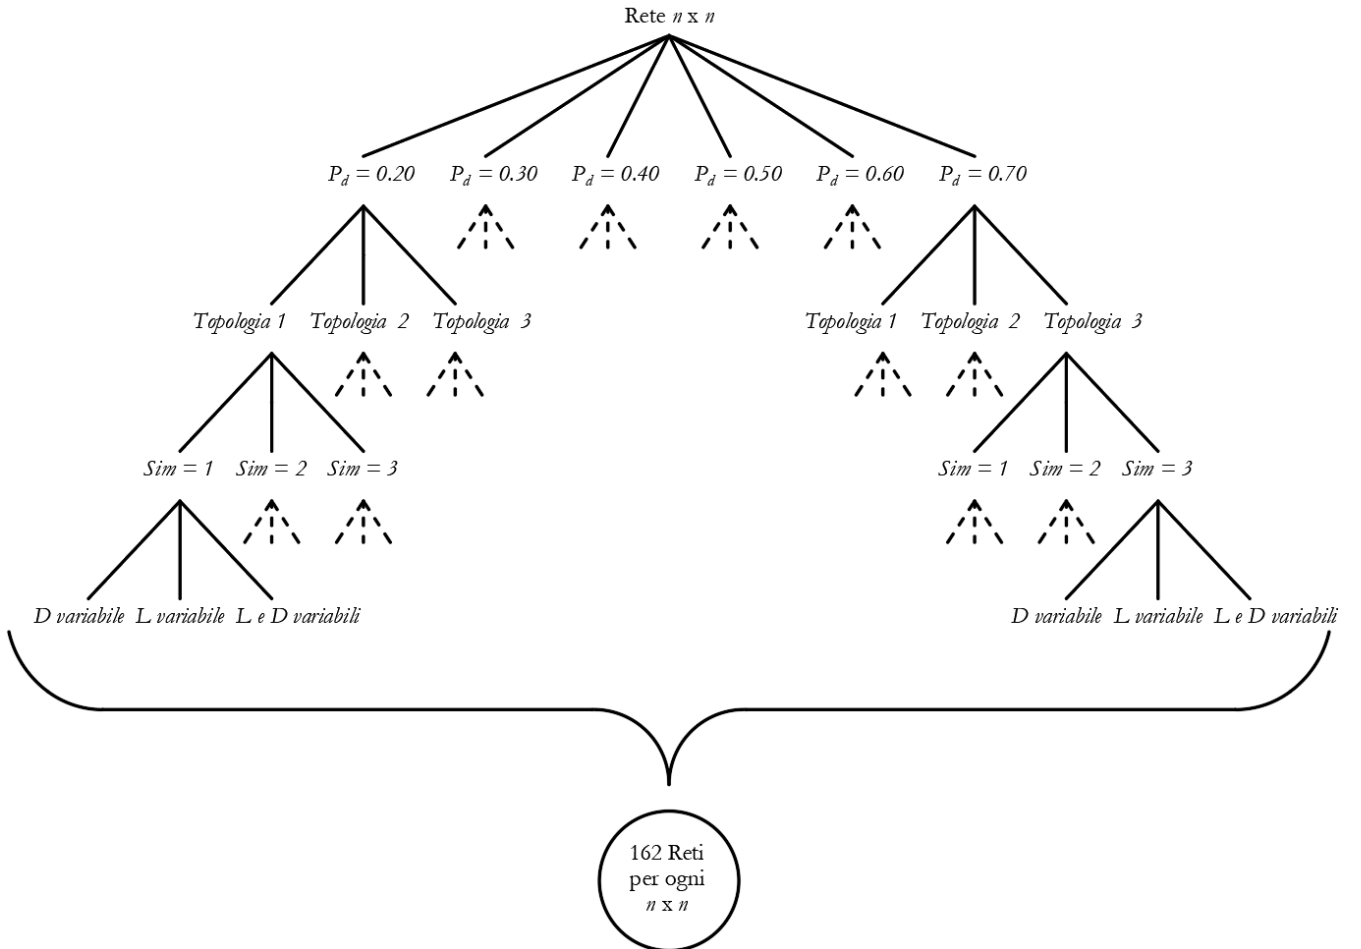 Rete n x n
P_d = 0.20 P_d = 0.30 P_d = 0.40 P_d = 0.50 P_d = 0.60 P_d = 0.70
Topologia 1 Topologia 2 Topologia 3 Topologia 1 Topologia 2 Topologia 3
Sim = 1 Sim = 2 Sim = 3 Sim = 1 Sim = 2 Sim = 3
D variabile L variabile L e D variabili D variabile L variabile L e D variabili
162 Reti
per ogni
n x n